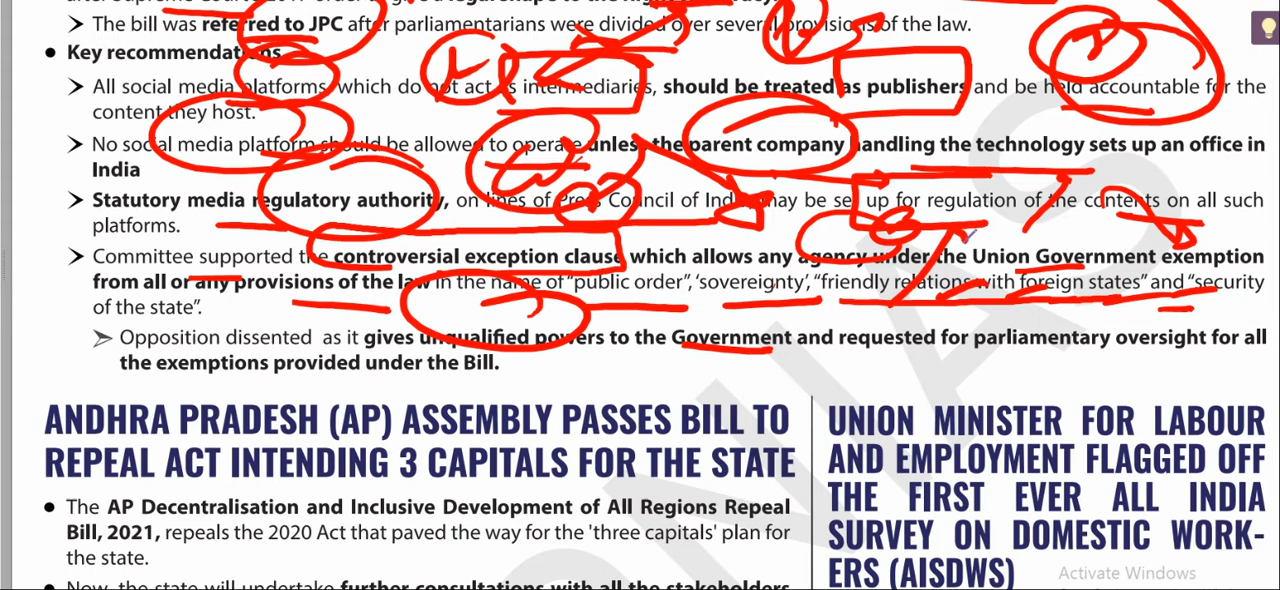 ➤ The bill was referred to JPC after parliamentarians were divided over several provisions of the law.
● Key recommendations
➤ All social media platforms, which do not act as intermediaries, should be treated as publishers and be held accountable for the
content they host.
➤ No social media platform should be allowed to operate unless the parent company handling the technology sets up an office in
India
➤ Statutory media regulatory authority, on lines of Press Council of India, may be set up for regulation of the contents on all such
platforms.
➤ Committee supported the controversial exception clause which allows any agency under the Union Government exemption
from all or any provisions of the law in the name of "public order", 'sovereignty', "friendly relations with foreign states" and "security
of the state".
➤ Opposition dissented as it gives unqualified powers to the Government and requested for parliamentary oversight for all
the exemptions provided under the Bill.
ANDHRA PRADESH (AP) ASSEMBLY PASSES BILL TO
REPEAL ACT INTENDING 3 CAPITALS FOR THE STATE
● The AP Decentralisation and Inclusive Development of All Regions Repeal
Bill, 2021, repeals the 2020 Act that paved the way for the 'three capitals' plan for
the state.
● Now, the state will undertake further consultations with all the stakeholders
UNION MINISTER FOR LABOUR
AND EMPLOYMENT FLAGGED OFF
THE FIRST EVER ALL INDIA
SURVEY ON DOMESTIC WORK-
ERS (AISDWS)
Activate Windows